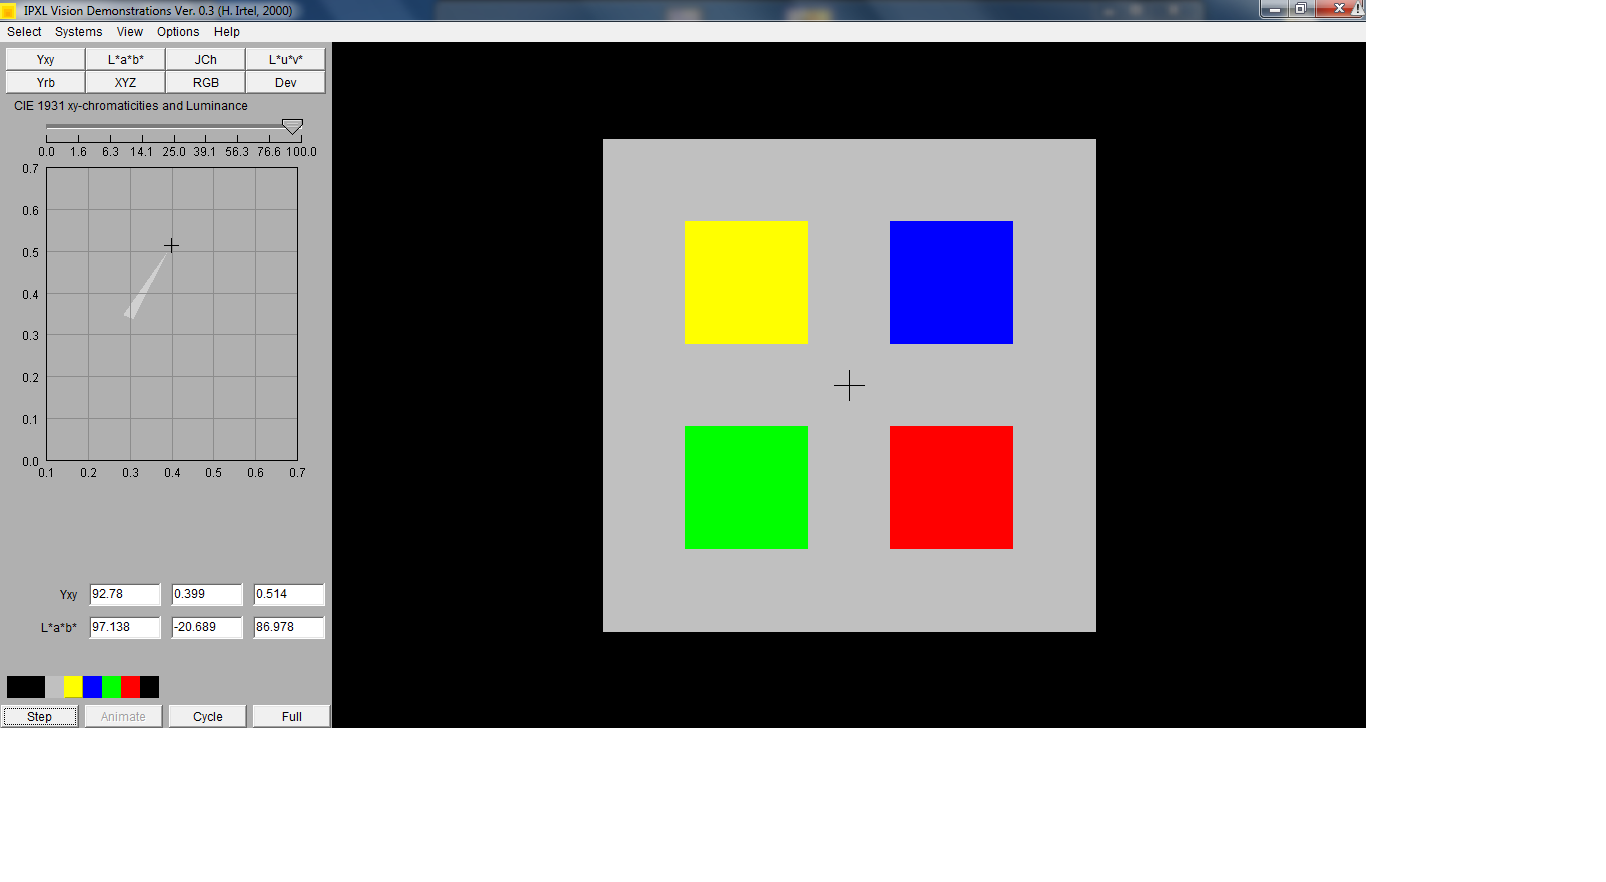 IPXL Vision Demonstrations Ver. 0.3 (H. Irtel, 2000)
Select Systems View Options Help
Yxy L*a*b* JCh L*u*v*
Yrb XYZ RGB Dev
CIE 1931 xy-chromaticities and Luminance
0.0 1.6 6.3 14.1 25.0 39.1 56.3 76.6 100.0
0.7
0.6
0.5
0.4
0.3
0.2
0.1
0.0
0.1 0.2 0.3 0.4 0.5 0.6 0.7
Yxy 92.78 0.399 0.514
L*a*b* 97.138 -20.689 86.978
Step Animate Cycle Full